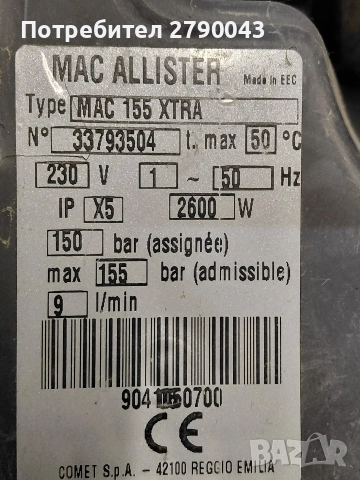 Потребител 2790043
MAC ALLISTER Made in EEC
Type MAC 155 XTRA
N° 33793504 t. max 50 °C
230 V 1 ~ 50 Hz
IP X5 2600 W
150 bar (assignée)
max 155 bar (admissible)
9 l/min
CE
COMET S.p.A. - 42100 REGGIO EMILIA
BAZAR